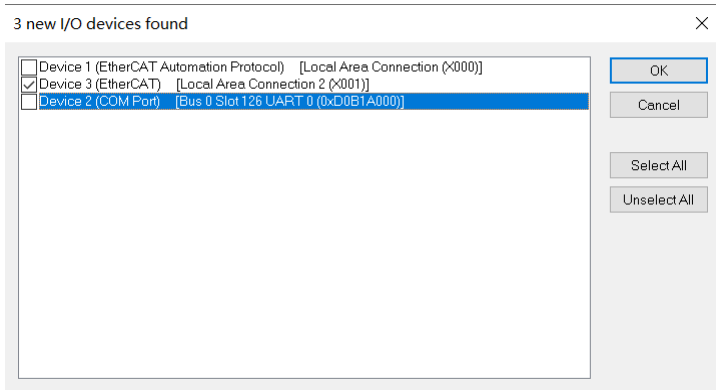 3 new I/O devices found
Device 1 (EtherCAT Automation Protocol) [Local Area Connection (X000)]
Device 3 (EtherCAT) [Local Area Connection 2 (X001)]
Device 2 (COM Port) [Bus 0 Slot 126 UART 0 (0xD0B1A000)]
OK
Cancel
Select All
Unselect All